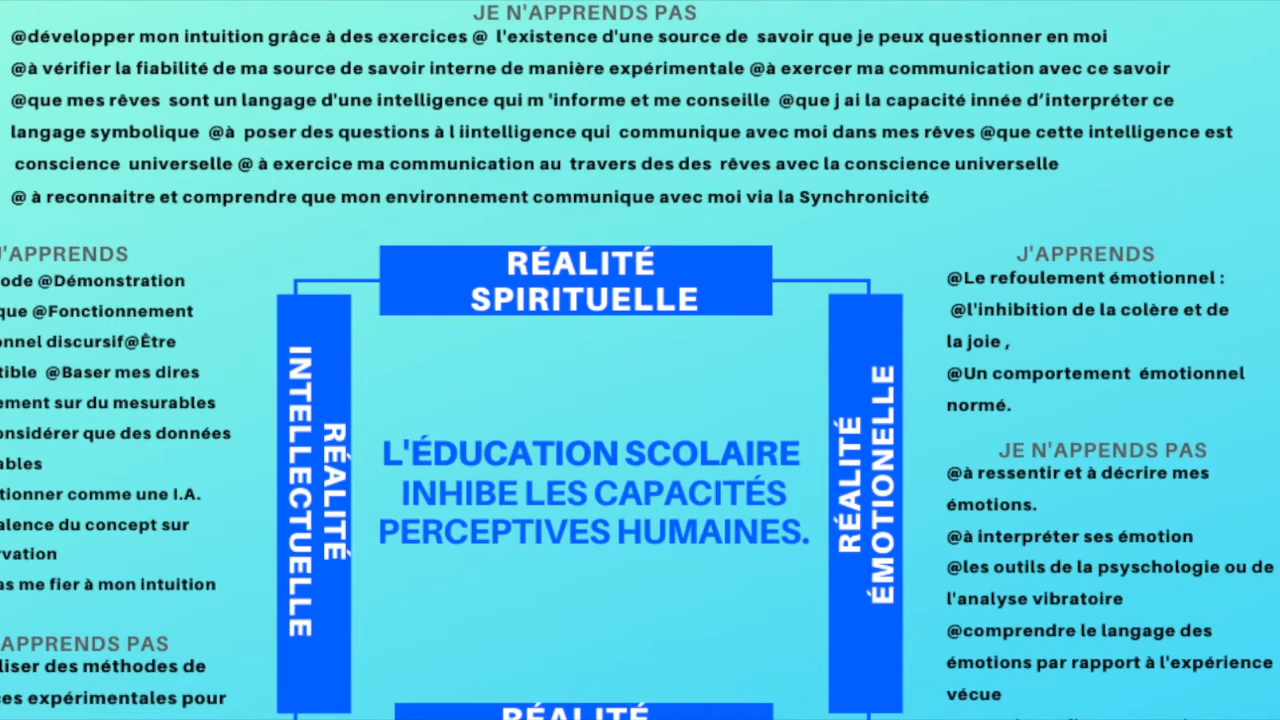 JE N'APPRENDS PAS
@développer mon intuition grâce à des exercices @ l'existence d'une source de savoir que je peux questionner en moi
@à vérifier la fiabilité de ma source de savoir interne de manière expérimentale @à exercer ma communication avec ce savoir
@que mes rêves sont un langage d'une intelligence qui m 'informe et me conseille @que j ai la capacité innée d’interpréter ce
langage symbolique @à poser des questions à l iintelligence qui communique avec moi dans mes rêves @que cette intelligence est
conscience universelle @ à exercice ma communication au travers des des rêves avec la conscience universelle
@ à reconnaitre et comprendre que mon environnement communique avec moi via la Synchronicité
J'APPRENDS
ode @Démonstration
que @Fonctionnement
onnel discursif@Être
tible @Baser mes dires
ement sur du mesurables
onsidérer que des données
ables
tionner comme une I.A.
alence du concept sur
vation
as me fier à mon intuition
APPRENDS PAS
liser des méthodes de
ces expérimentales pour
RÉALITÉ
SPIRITUELLE
RÉALITÉ
INTELLECTUELLE
L'ÉDUCATION SCOLAIRE
INHIBE LES CAPACITÉS
PERCEPTIVES HUMAINES.
RÉALITÉ
ÉMOTIONELLE
RÉALITÉ
J'APPRENDS
@Le refoulement émotionnel :
@l'inhibition de la colère et de
la joie ,
@Un comportement émotionnel
normé.
JE N'APPENDS PAS
@à ressentir et à décrire mes
émotions.
@à interpréter ses émotion
@les outils de la psyschologie ou de
l'analyse vibratoire
@comprendre le langage des
émotions par rapport à l'expérience
vécue